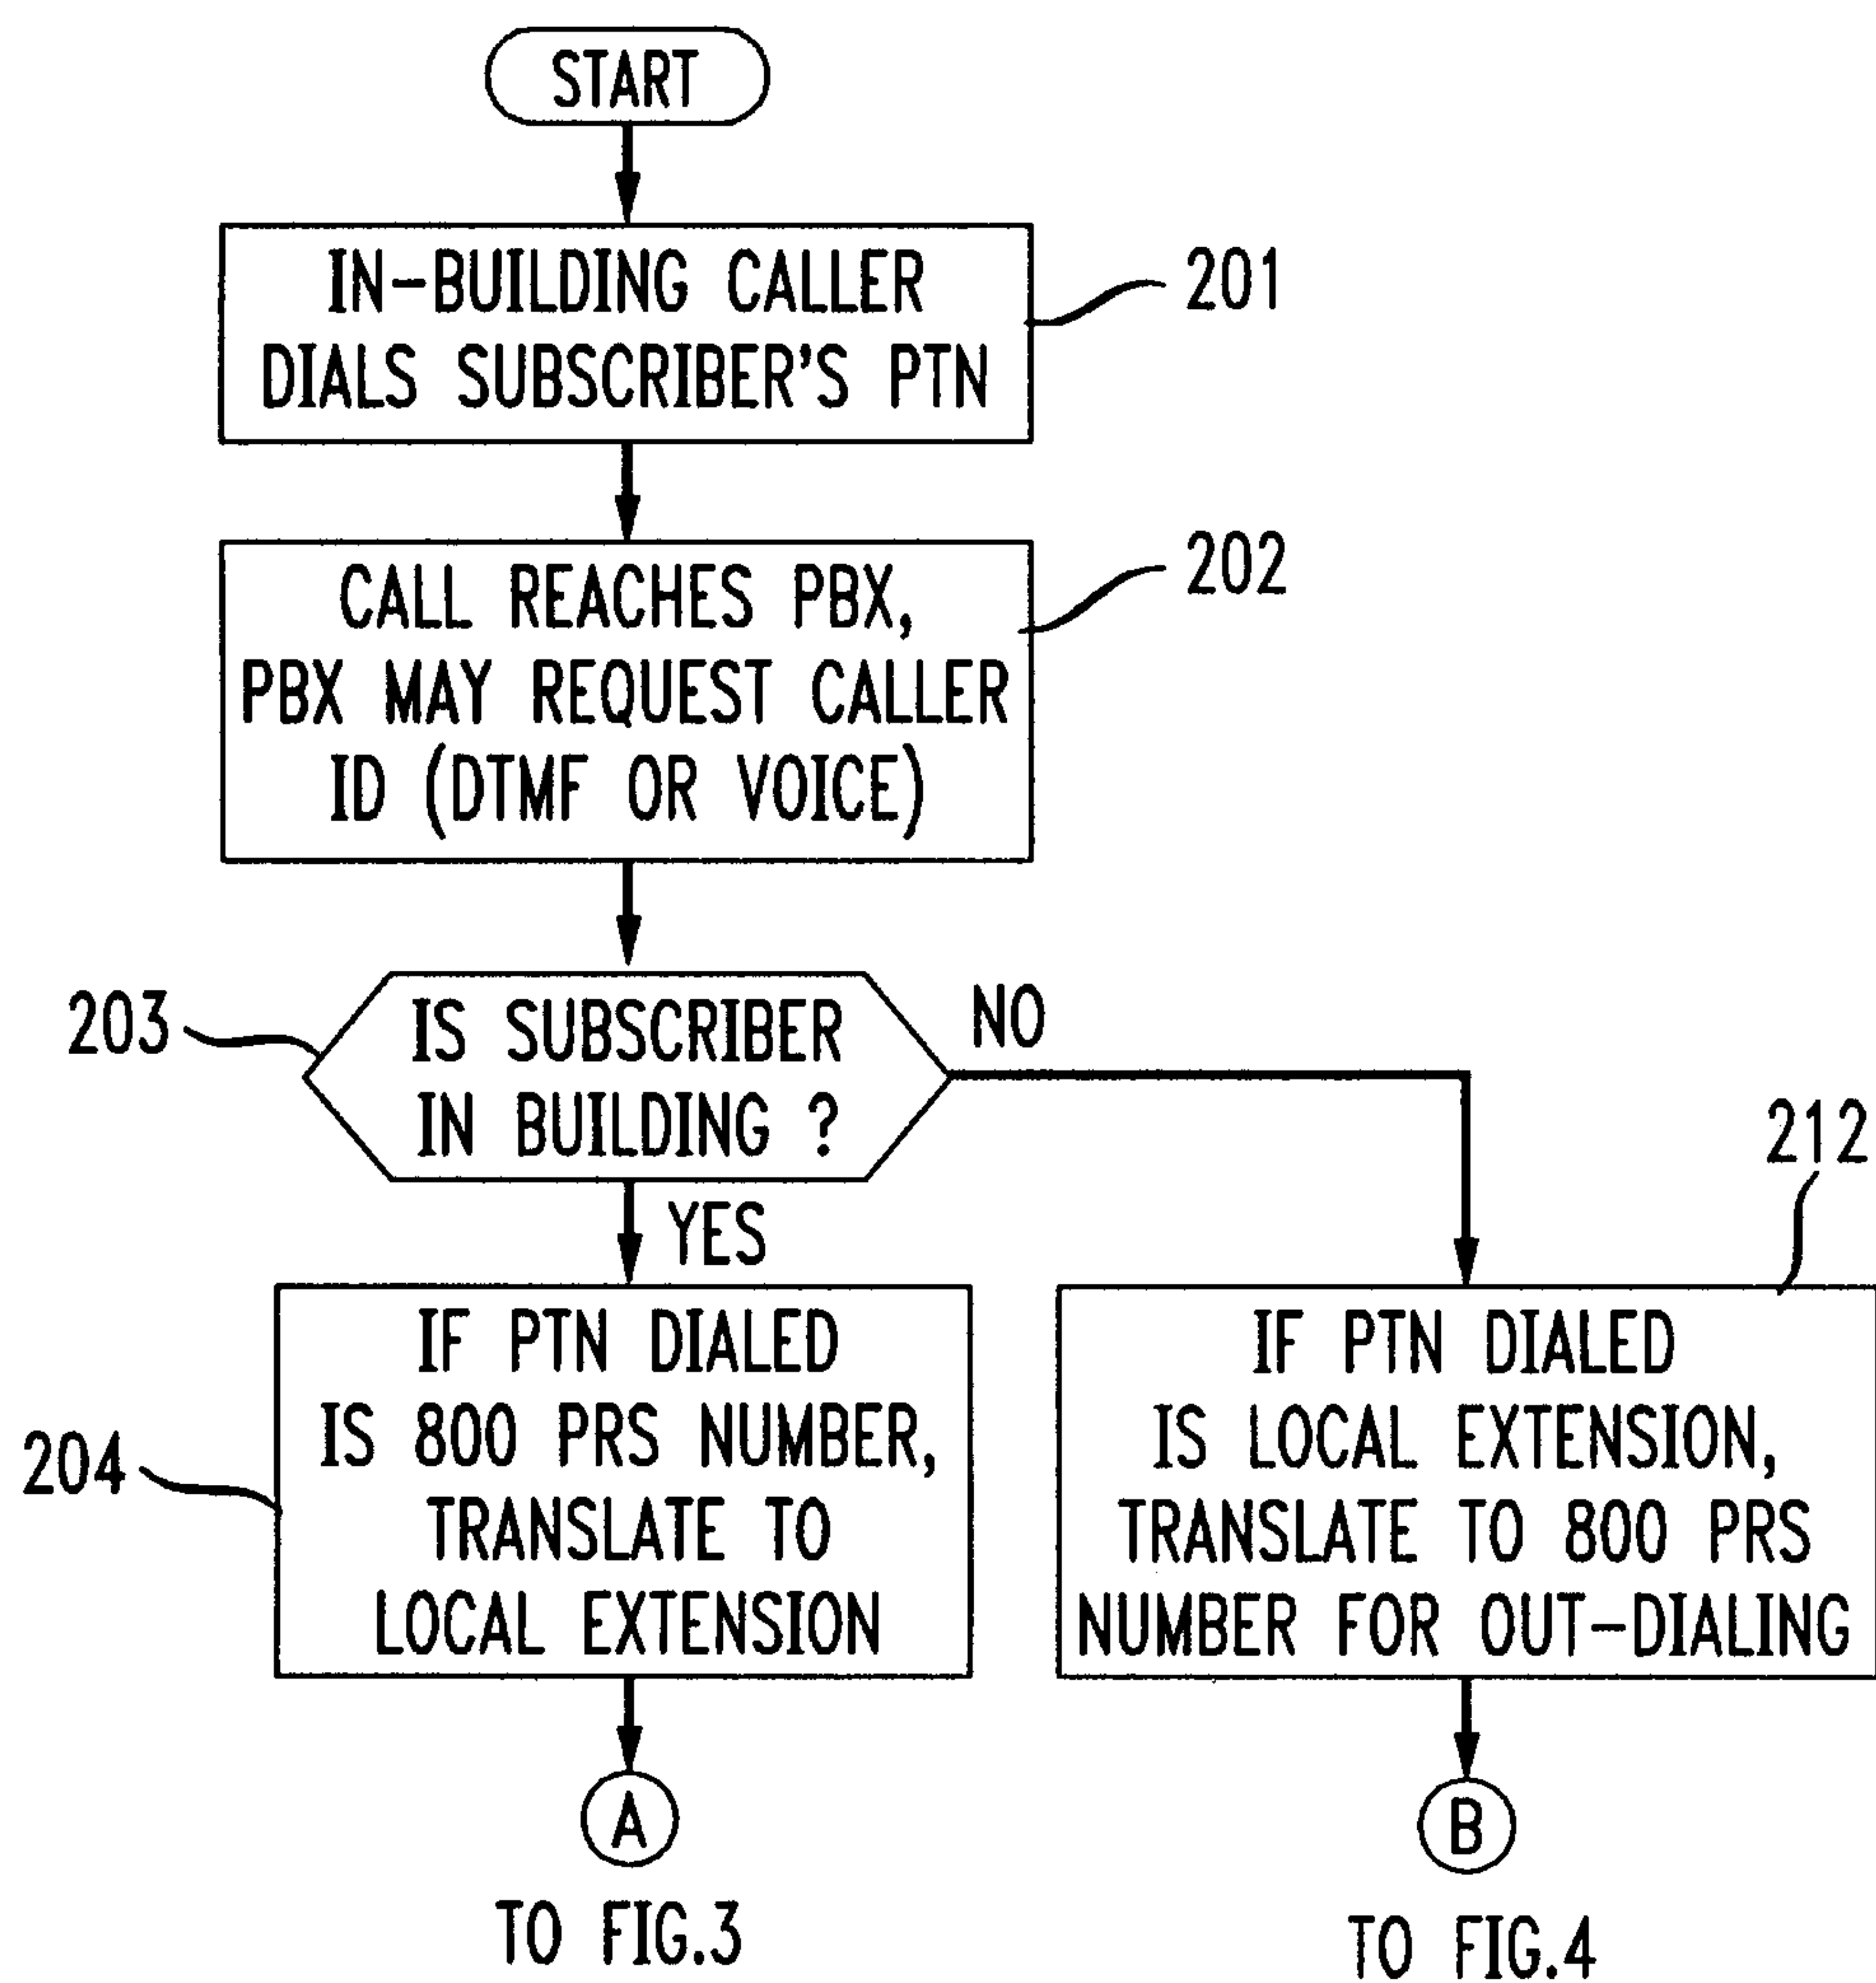 START
IN-BUILDING CALLER
DIALS SUBSCRIBER'S PTN
201
CALL REACHES PBX,
PBX MAY REQUEST CALLER
ID (DTMF OR VOICE)
202
203
IS SUBSCRIBER
IN BUILDING ?
NO
YES
212
IF PTN DIALED
IS 800 PRS NUMBER,
TRANSLATE TO
LOCAL EXTENSION
204
IF PTN DIALED
IS LOCAL EXTENSION,
TRANSLATE TO 800 PRS
NUMBER FOR OUT-DIALING
A
TO FIG.3
B
TO FIG.4